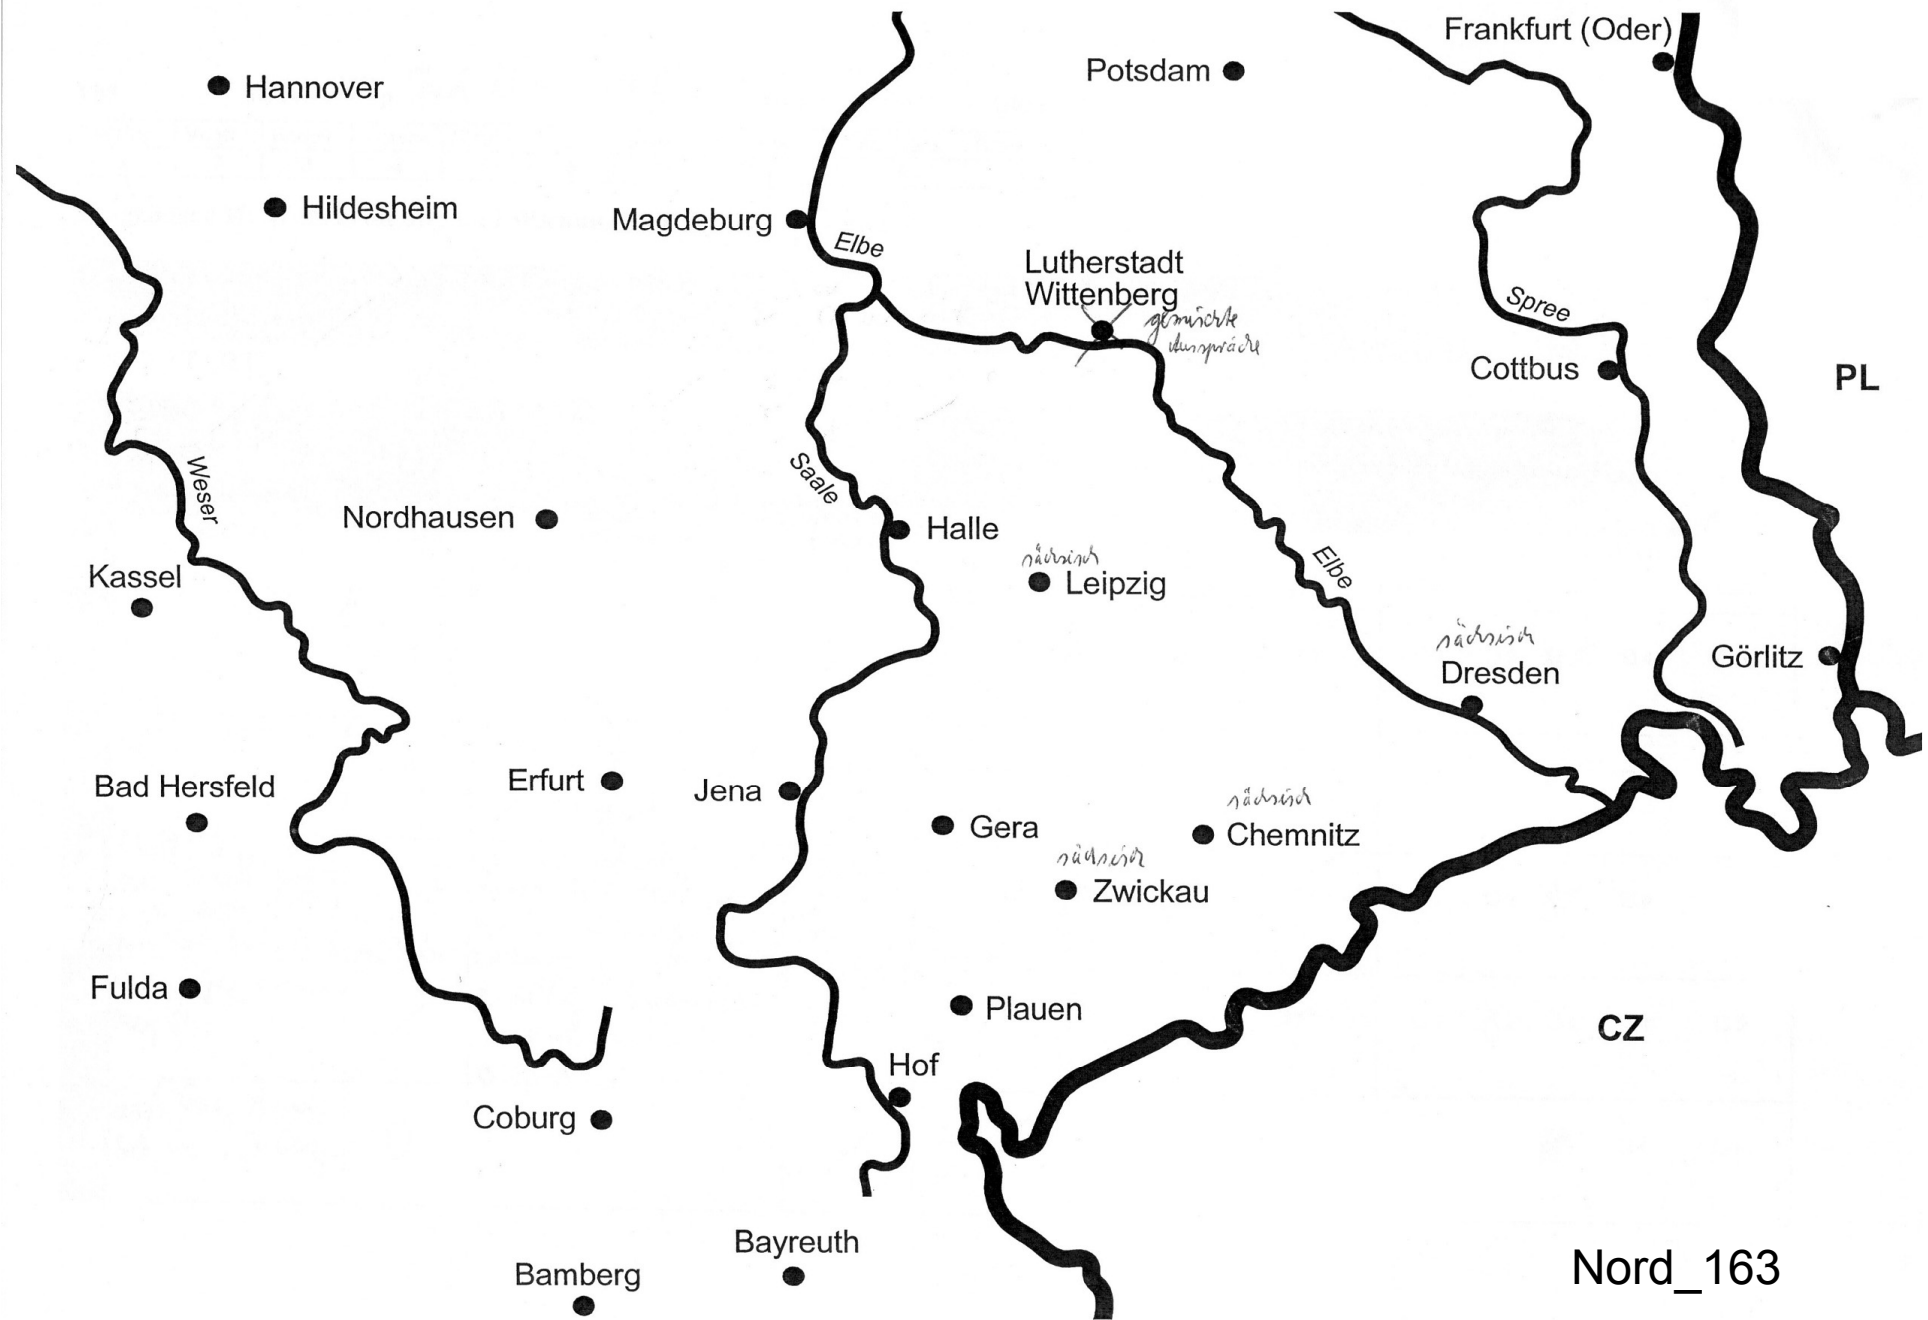 Frankfurt (Oder)
Potsdam
Hannover
Hildesheim
Magdeburg
Elbe
Lutherstadt
Wittenberg
gemischte
Aussprache
Spree
Cottbus
PL
Weser
Saale
Nordhausen
Halle
sächsisch
Leipzig
Elbe
Kassel
sächsisch
Dresden
Görlitz
Bad Hersfeld
Erfurt
Jena
sächsisch
Gera
Chemnitz
sächsisch
Zwickau
Fulda
Plauen
CZ
Hof
Coburg
Bayreuth
Bamberg
Nord_163